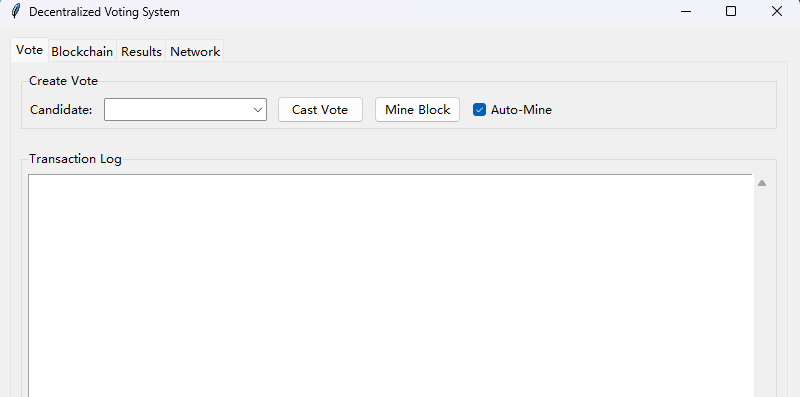 Decentralized Voting System
Vote Blockchain Results Network
Create Vote
Candidate: Cast Vote Mine Block Auto-Mine
Transaction Log